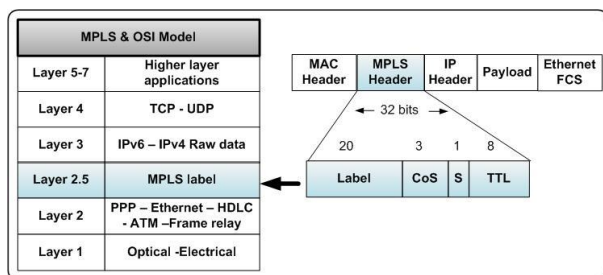 MPLS & OSI Model
Layer 5-7
Higher layer
applications
Layer 4
TCP - UDP
Layer 3
IPv6 – IPv4 Raw data
Layer 2.5
MPLS label
Layer 2
PPP – Ethernet – HDLC
- ATM –Frame relay
Layer 1
Optical -Electrical
MAC
Header
MPLS
Header
IP
Header
Payload
Ethernet
FCS
32 bits
20
3
1
8
Label
CoS
S
TTL